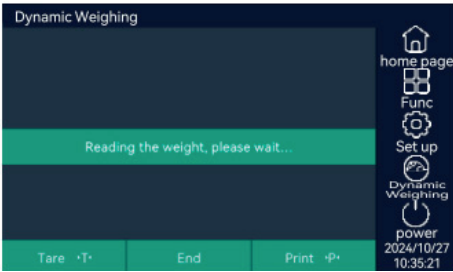 Dynamic Weighing
home page
Func
Set up
Dynamic
Weighing
power
2024/10/27
10:35:21
Reading the weight, please wait...
Tare ·T·
End
Print ·P·